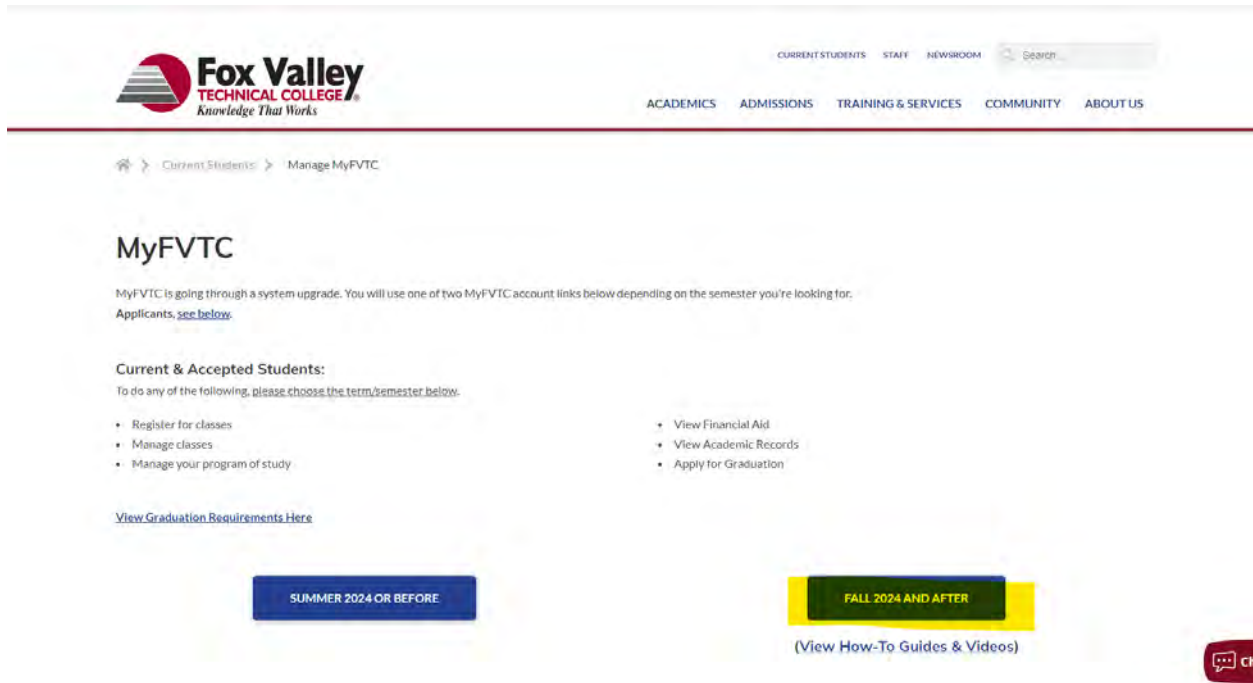 CURRENT STUDENTS STAFF NEWSROOM Search...
Fox Valley
TECHNICAL COLLEGE
Knowledge That Works
ACADEMICS ADMISSIONS TRAINING & SERVICES COMMUNITY ABOUT US
Current Students > Manage MyFVTC
MyFVTC
MyFVTC is going through a system upgrade. You will use one of two MyFVTC account links below depending on the semester you're looking for.
Applicants, see below.
Current & Accepted Students:
To do any of the following, please choose the term/semester below.
• Register for classes
• Manage classes
• Manage your program of study
• View Financial Aid
• View Academic Records
• Apply for Graduation
View Graduation Requirements Here
SUMMER 2024 OR BEFORE
FALL 2024 AND AFTER
(View How-To Guides & Videos)